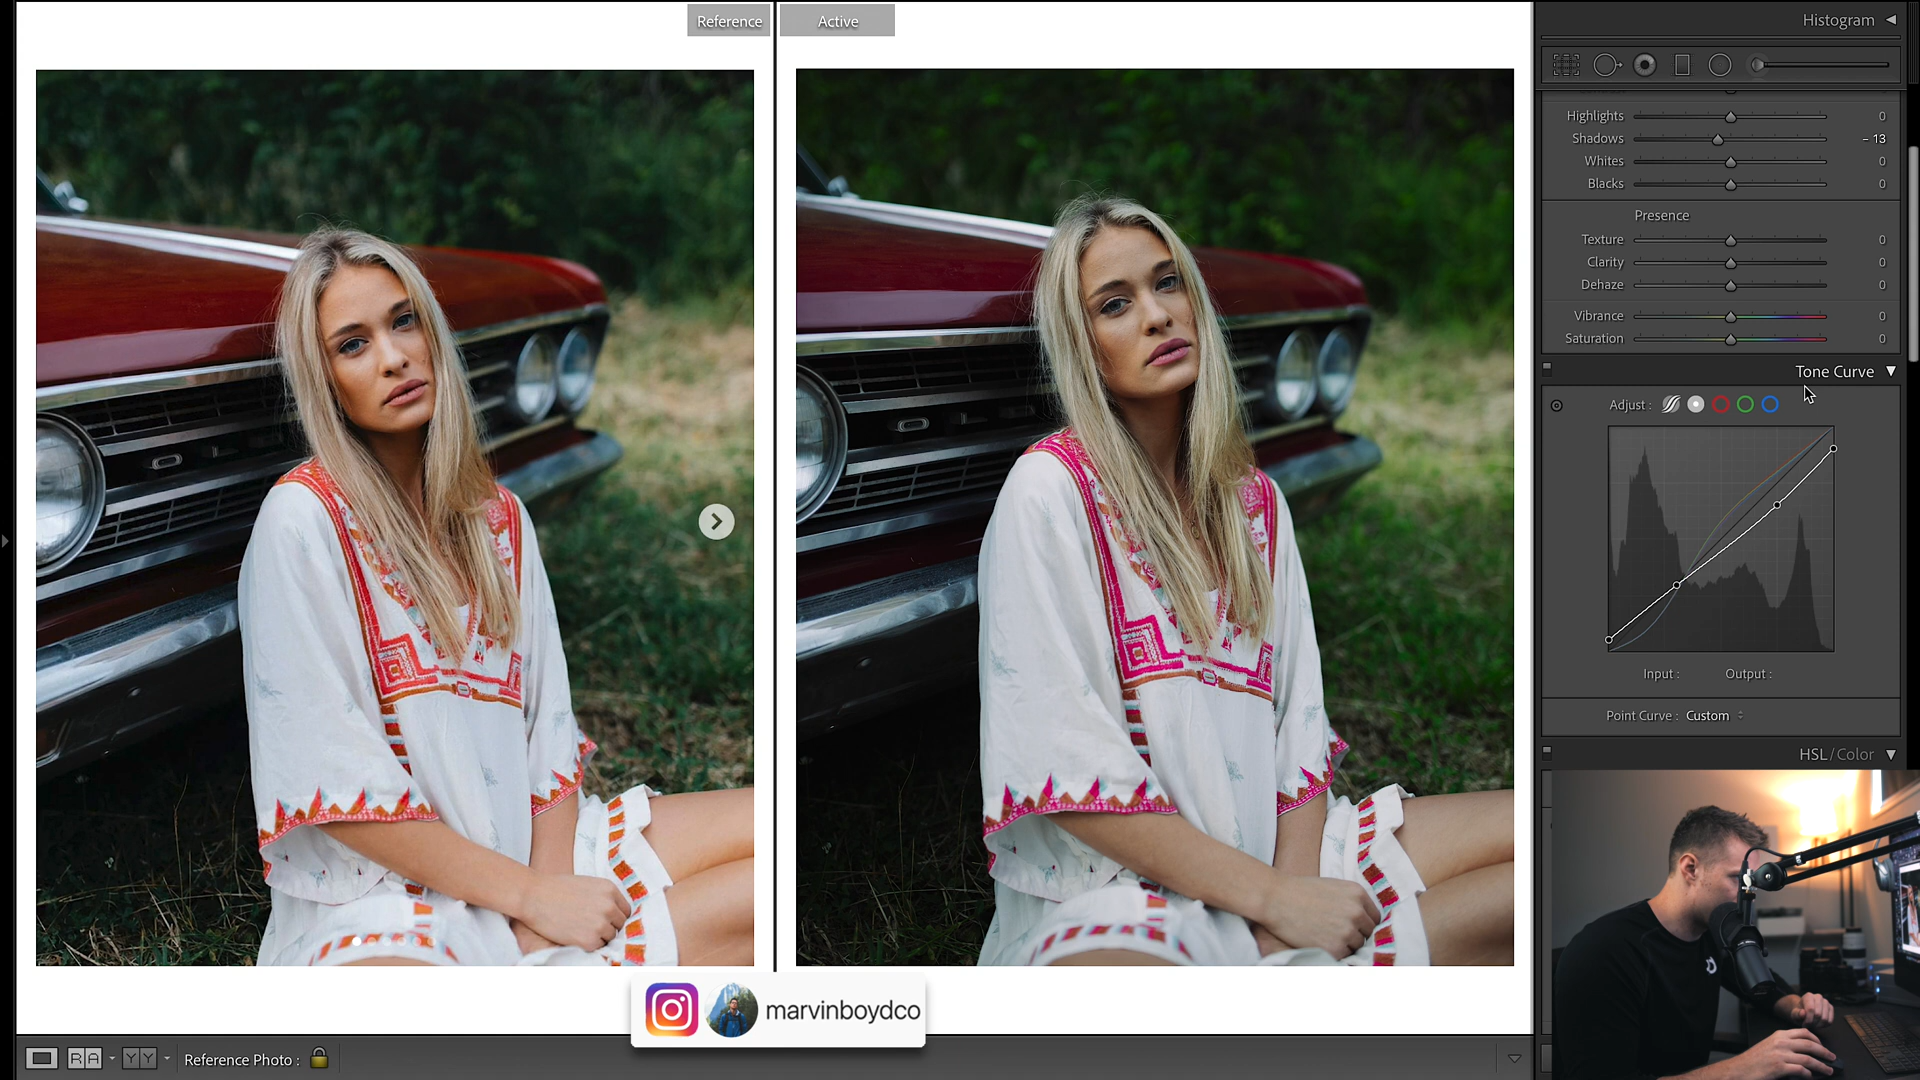 Reference
Active
Histogram
Highlights 0
Shadows - 13
Whites 0
Blacks 0
Presence
Texture 0
Clarity 0
Dehaze 0
Vibrance 0
Saturation 0
Tone Curve
Adjust :
Input : Output :
Point Curve : Custom
HSL / Color
marvinboydco
R A Y Y Reference Photo :